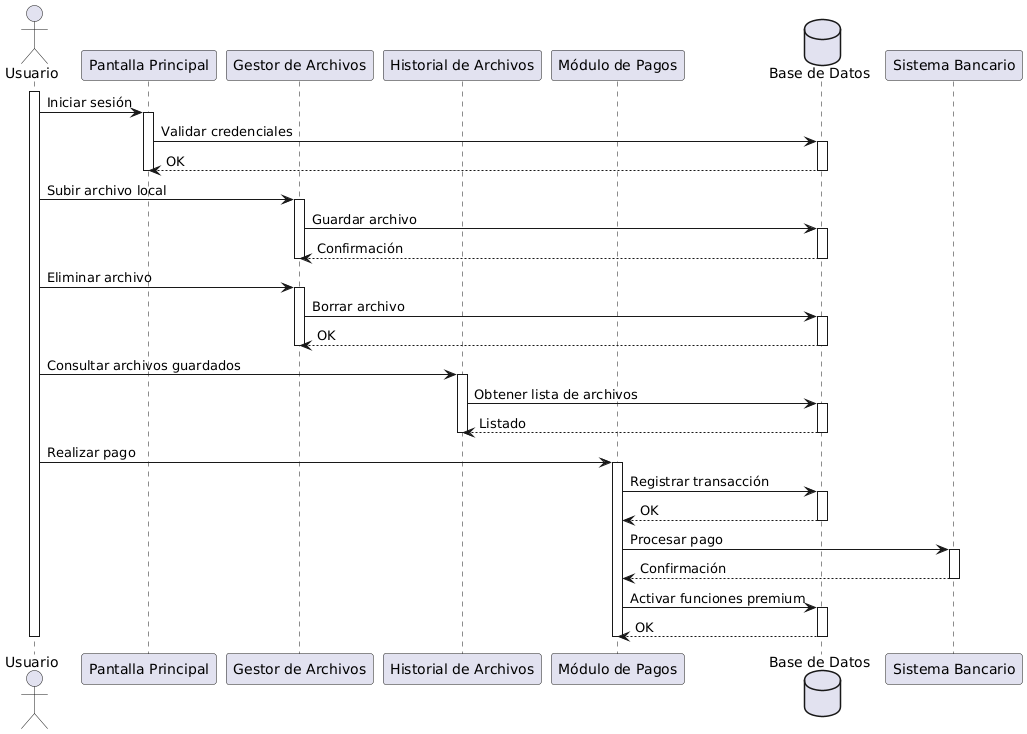 Usuario
Pantalla Principal
Gestor de Archivos
Historial de Archivos
Módulo de Pagos
Base de Datos
Sistema Bancario
Iniciar sesión
Validar credenciales
OK
Subir archivo local
Guardar archivo
Confirmación
Eliminar archivo
Borrar archivo
OK
Consultar archivos guardados
Obtener lista de archivos
Listado
Realizar pago
Registrar transacción
OK
Procesar pago
Confirmación
Activar funciones premium
OK
Usuario
Pantalla Principal
Gestor de Archivos
Historial de Archivos
Módulo de Pagos
Base de Datos
Sistema Bancario